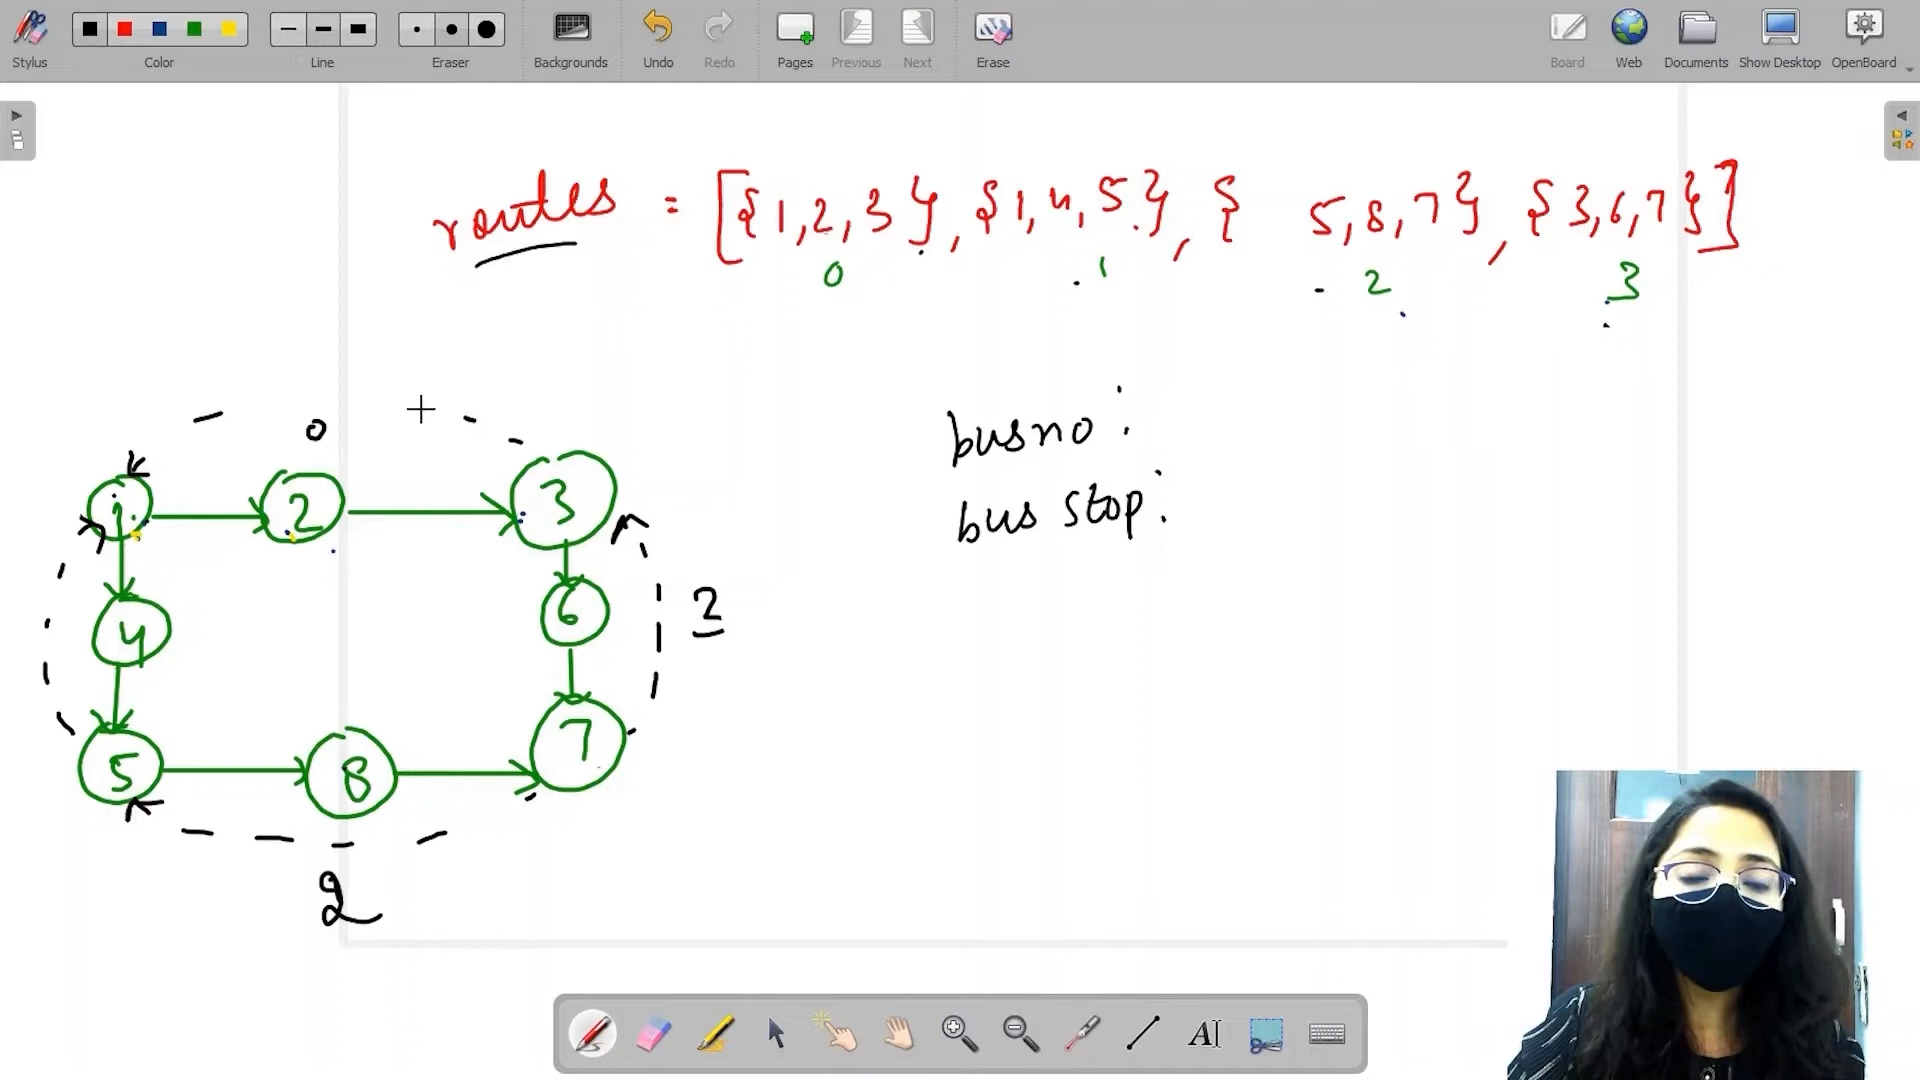 Stylus Color Line Eraser Backgrounds Undo Redo Pages Previous Next Erase Board Web Documents Show Desktop OpenBoard
routes = [{1,2,3}, {1,4,5}, { 5,8,7}, {3,6,7}]
0 1 2 3
0
busno:
1 2 3
bus stop:
6 2
4
7
5 8
2
AI